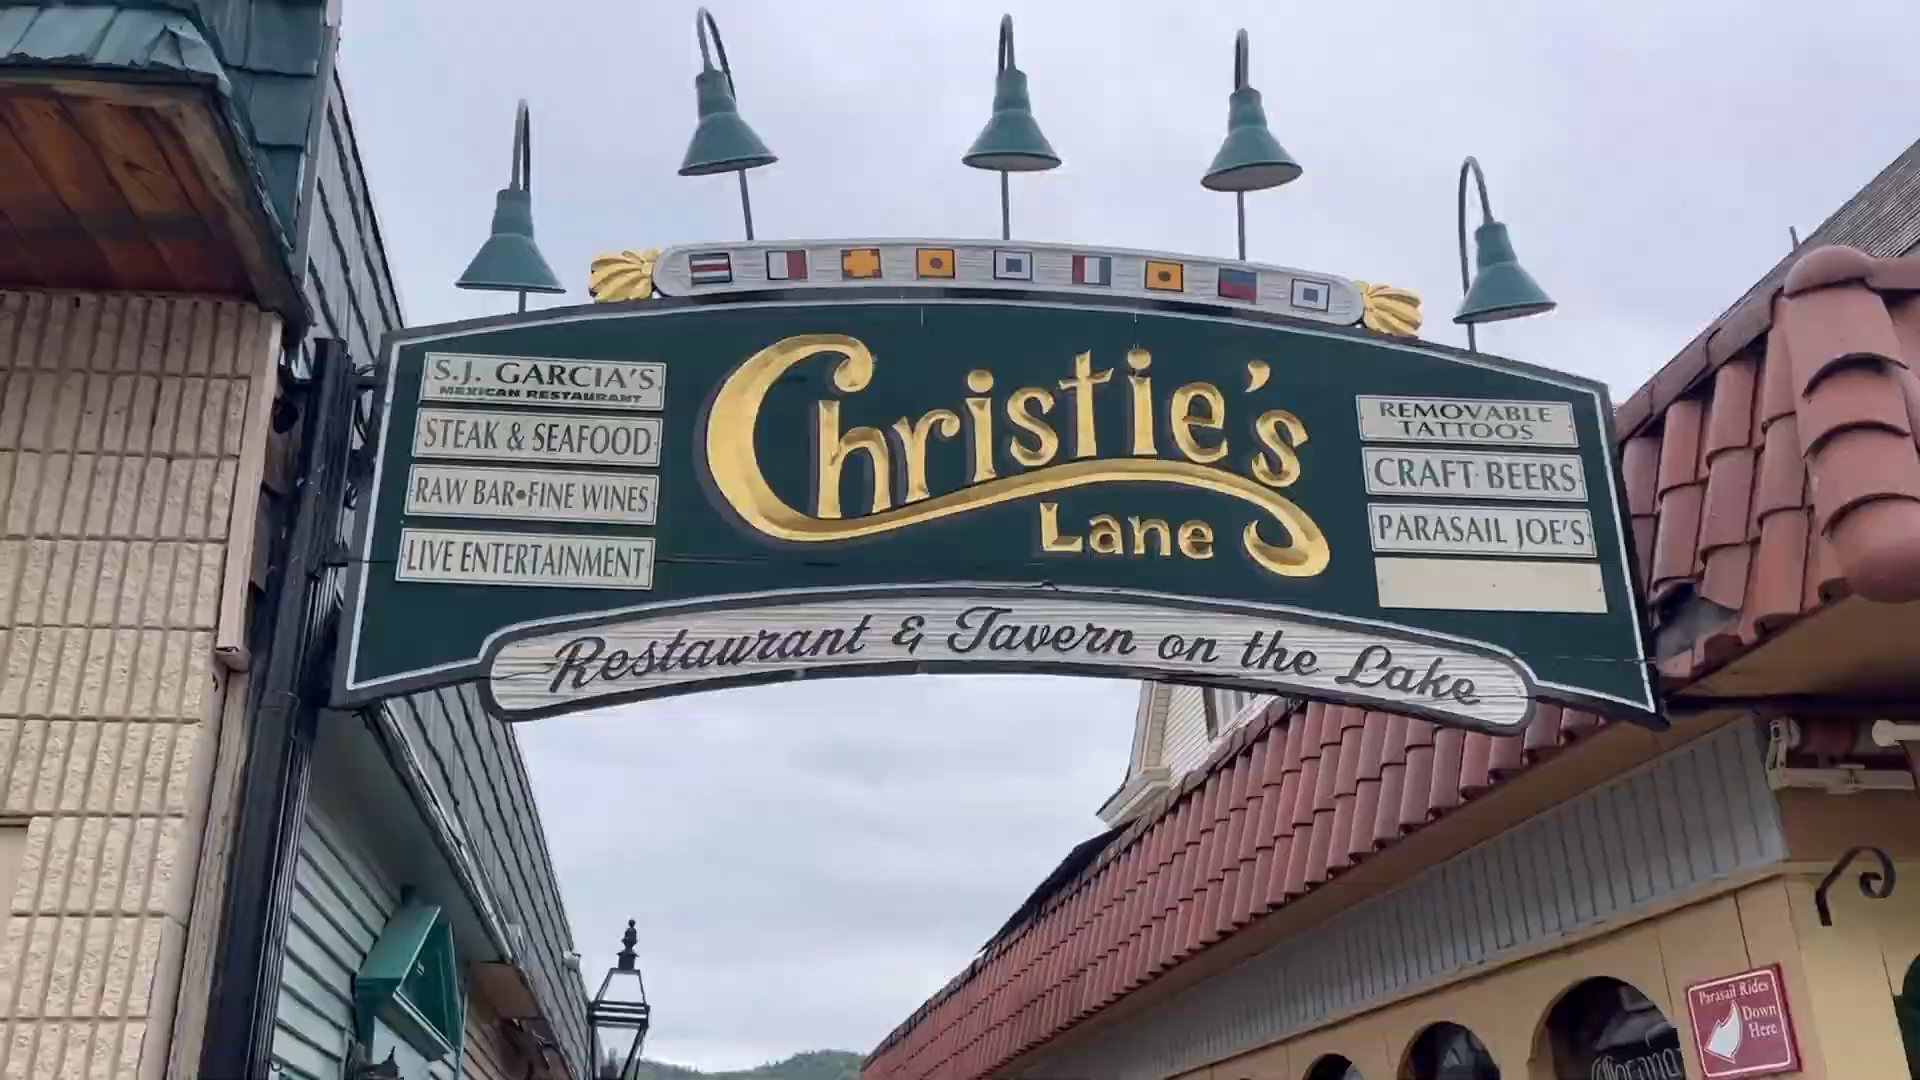 S.J. GARCIA'S
MEXICAN RESTAURANT
STEAK & SEAFOOD
RAW BAR•FINE WINES
LIVE ENTERTAINMENT
Christie's
Lane
REMOVABLE
TATTOOS
CRAFT BEERS
PARASAIL JOE'S
Restaurant & Tavern on the Lake
Parasail Rides
Down
Here
Corona